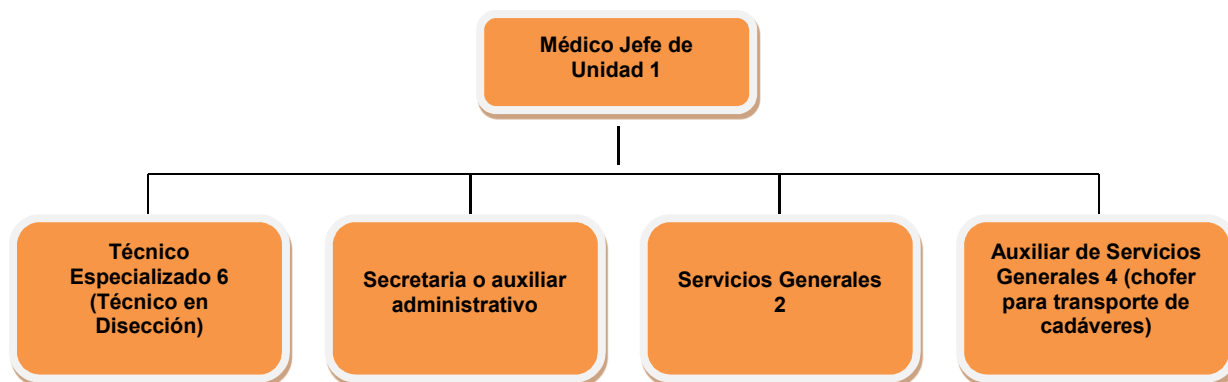 Médico Jefe de
Unidad 1
Técnico
Especializado 6
(Técnico en
Disección)
Secretaria o auxiliar
administrativo
Servicios Generales
2
Auxiliar de Servicios
Generales 4 (chofer
para transporte de
cadáveres)